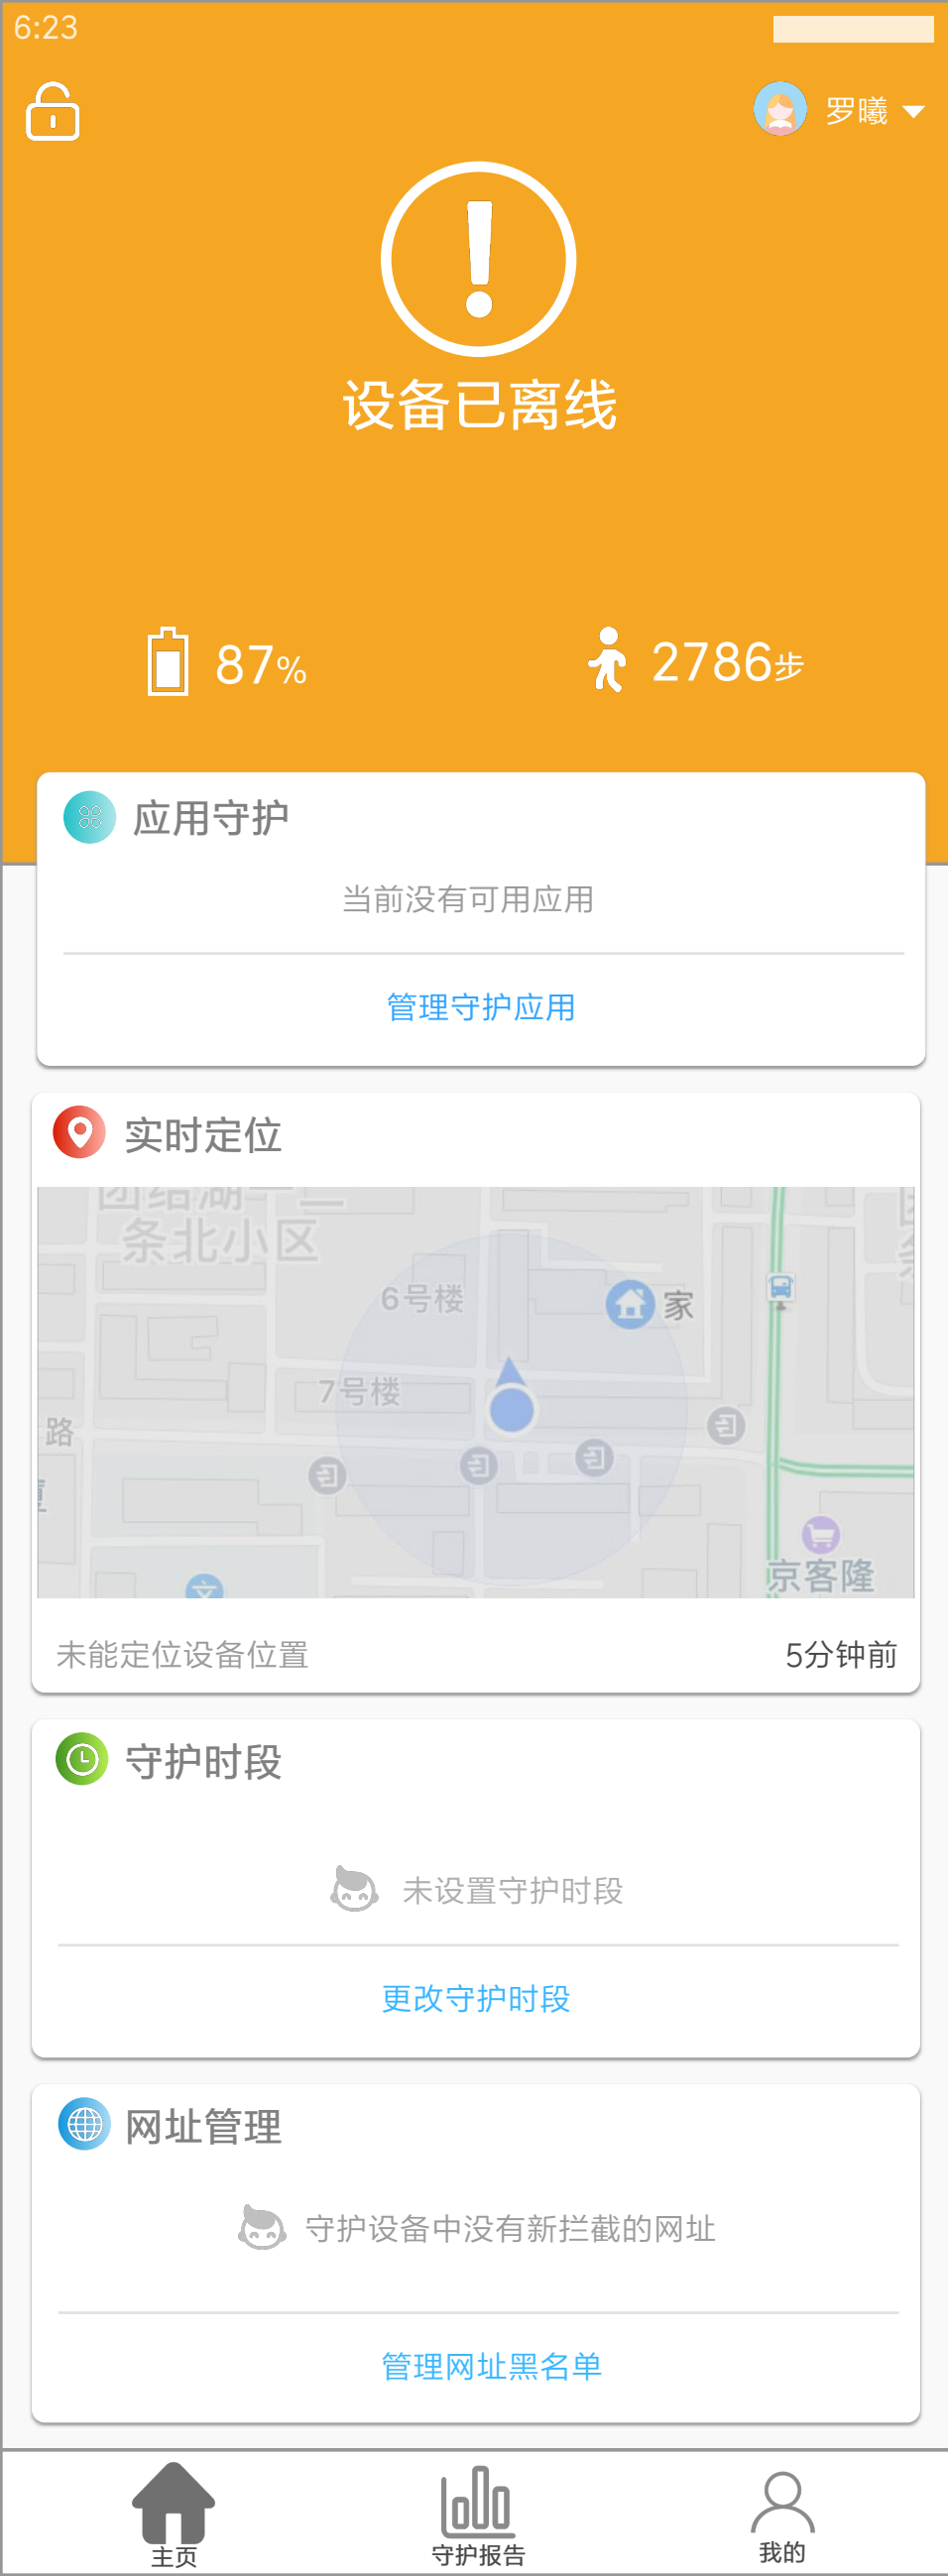 6:23
罗曦
设备已离线
87%
2786步
应用守护
当前没有可用应用
管理守护应用
实时定位
条北小区
6号楼
家
7号楼
路
文
京客隆
未能定位设备位置
5分钟前
守护时段
未设置守护时段
更改守护时段
网址管理
守护设备中没有新拦截的网址
管理网址黑名单
主页
守护报告
我的